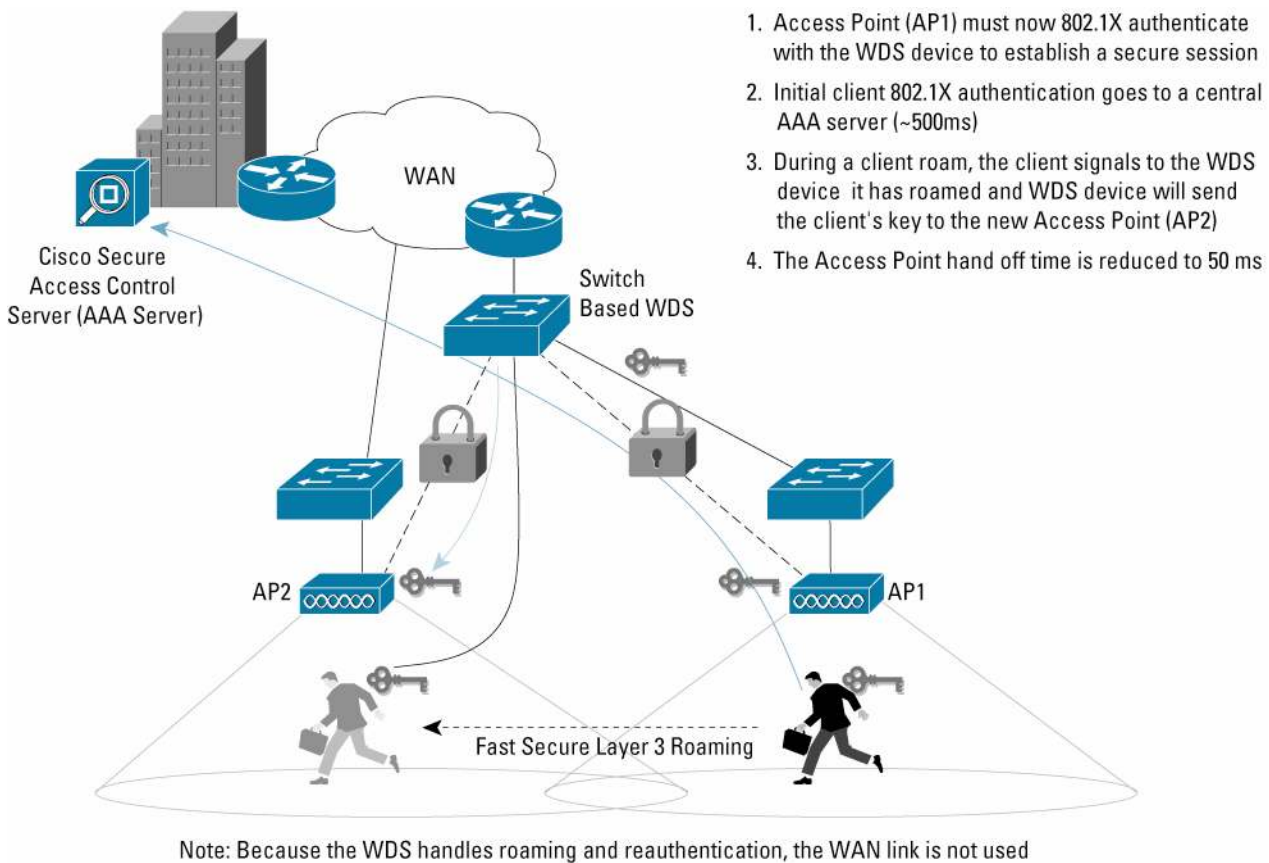 1. Access Point (AP1) must now 802.1X authenticate
with the WDS device to establish a secure session
2. Initial client 802.1X authentication goes to a central
AAA server (~500ms)
3. During a client roam, the client signals to the WDS
device it has roamed and WDS device will send
the client's key to the new Access Point (AP2)
4. The Access Point hand off time is reduced to 50 ms
WAN
Cisco Secure
Access Control
Server (AAA Server)
Switch
Based WDS
AP2
AP1
Fast Secure Layer 3 Roaming
Note: Because the WDS handles roaming and reauthentication, the WAN link is not used